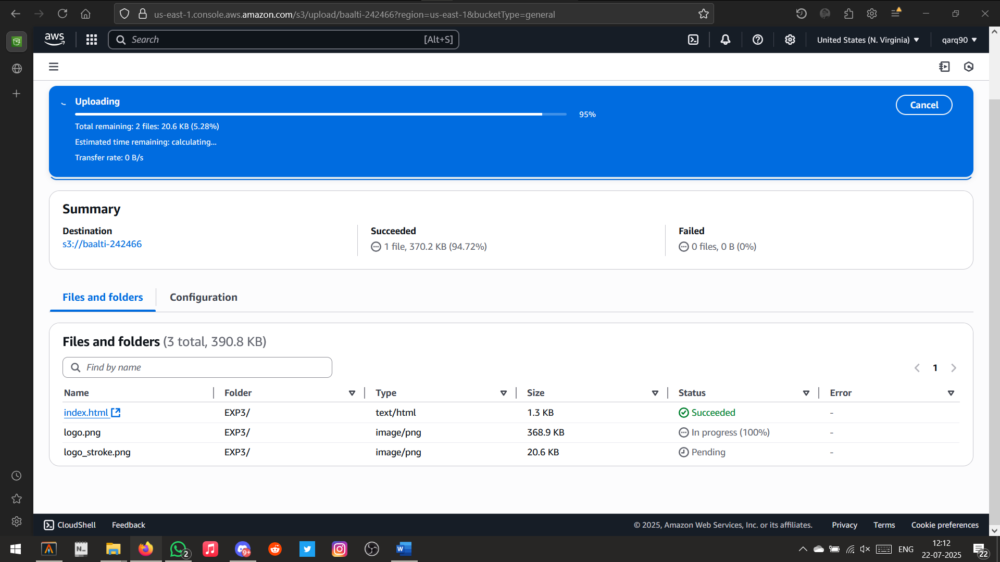 us-east-1.console.aws.amazon.com/s3/upload/baalti-242466?region=us-east-1&bucketType=general
aws
Search
[Alt+S]
United States (N. Virginia)
qarq90
Uploading
Cancel
95%
Total remaining: 2 files: 20.6 KB (5.28%)
Estimated time remaining: calculating...
Transfer rate: 0 B/s
Summary
Destination
s3://baalti-242466
Succeeded
1 file, 370.2 KB (94.72%)
Failed
0 files, 0 B (0%)
Files and folders
Configuration
Files and folders (3 total, 390.8 KB)
Find by name
1
Name Folder Type Size Status Error
index.html EXP3/ text/html 1.3 KB Succeeded -
logo.png EXP3/ image/png 368.9 KB In progress (100%) -
logo_stroke.png EXP3/ image/png 20.6 KB Pending -
CloudShell Feedback © 2025, Amazon Web Services, Inc. or its affiliates. Privacy Terms Cookie preferences
N_
2
9+
W
ENG
12:12
22-07-2025
22